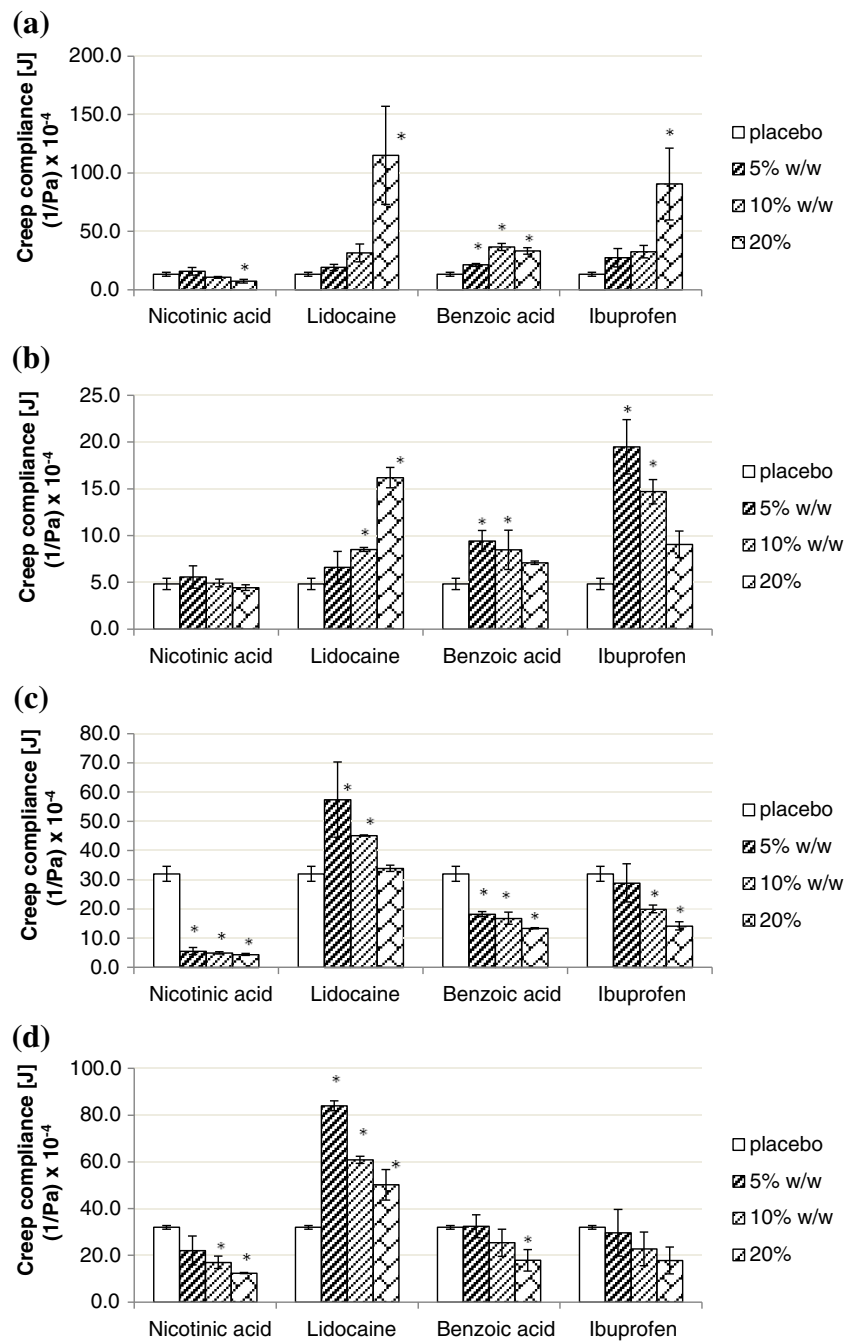 (a)
Creep compliance [J]
(1/Pa) x 10⁻⁴
200.0
150.0
100.0
50.0
0.0
*
*
*
*
*
*
Nicotinic acid Lidocaine Benzoic acid Ibuprofen
placebo
5% w/w
10% w/w
20%
(b)
Creep compliance [J]
(1/Pa) x 10⁻⁴
25.0
20.0
15.0
10.0
5.0
0.0
*
*
*
*
*
*
Nicotinic acid Lidocaine Benzoic acid Ibuprofen
placebo
5% w/w
10% w/w
20%
(c)
Creep compliance [J]
(1/Pa) x 10⁻⁴
80.0
70.0
60.0
50.0
40.0
30.0
20.0
10.0
0.0
*
*
*
*
*
*
*
*
*
*
Nicotinic acid Lidocaine Benzoic acid Ibuprofen
placebo
5% w/w
10% w/w
20%
(d)
Creep compliance [J]
(1/Pa) x 10⁻⁴
100.0
80.0
60.0
40.0
20.0
0.0
*
*
*
*
*
*
Nicotinic acid Lidocaine Benzoic acid Ibuprofen
placebo
5% w/w
10% w/w
20%